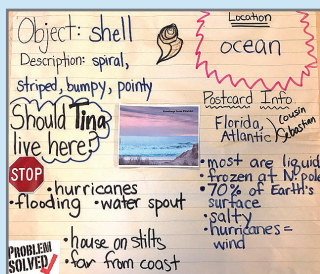 Object: shell
Description: spiral,
striped, bumpy, pointy
Location
ocean
Should Tina
live here?
Postcard Info
Florida,
Atlantic
cousin
Sebastian
STOP
• hurricanes
• flooding • water spout
• most are liquid
• frozen at N. pole
• 70% of Earth's
surface
• salty
• hurricanes =
wind
PROBLEM
SOLVED
• house on stilts
• far from coast